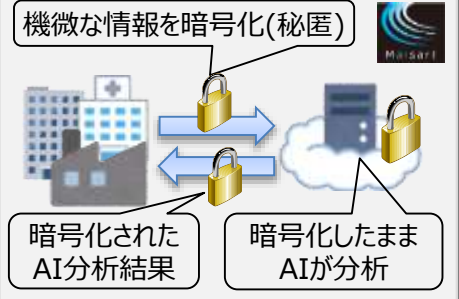 機微な情報を暗号化(秘匿)
Maisart
暗号化された
AI分析結果
暗号化したまま
AIが分析